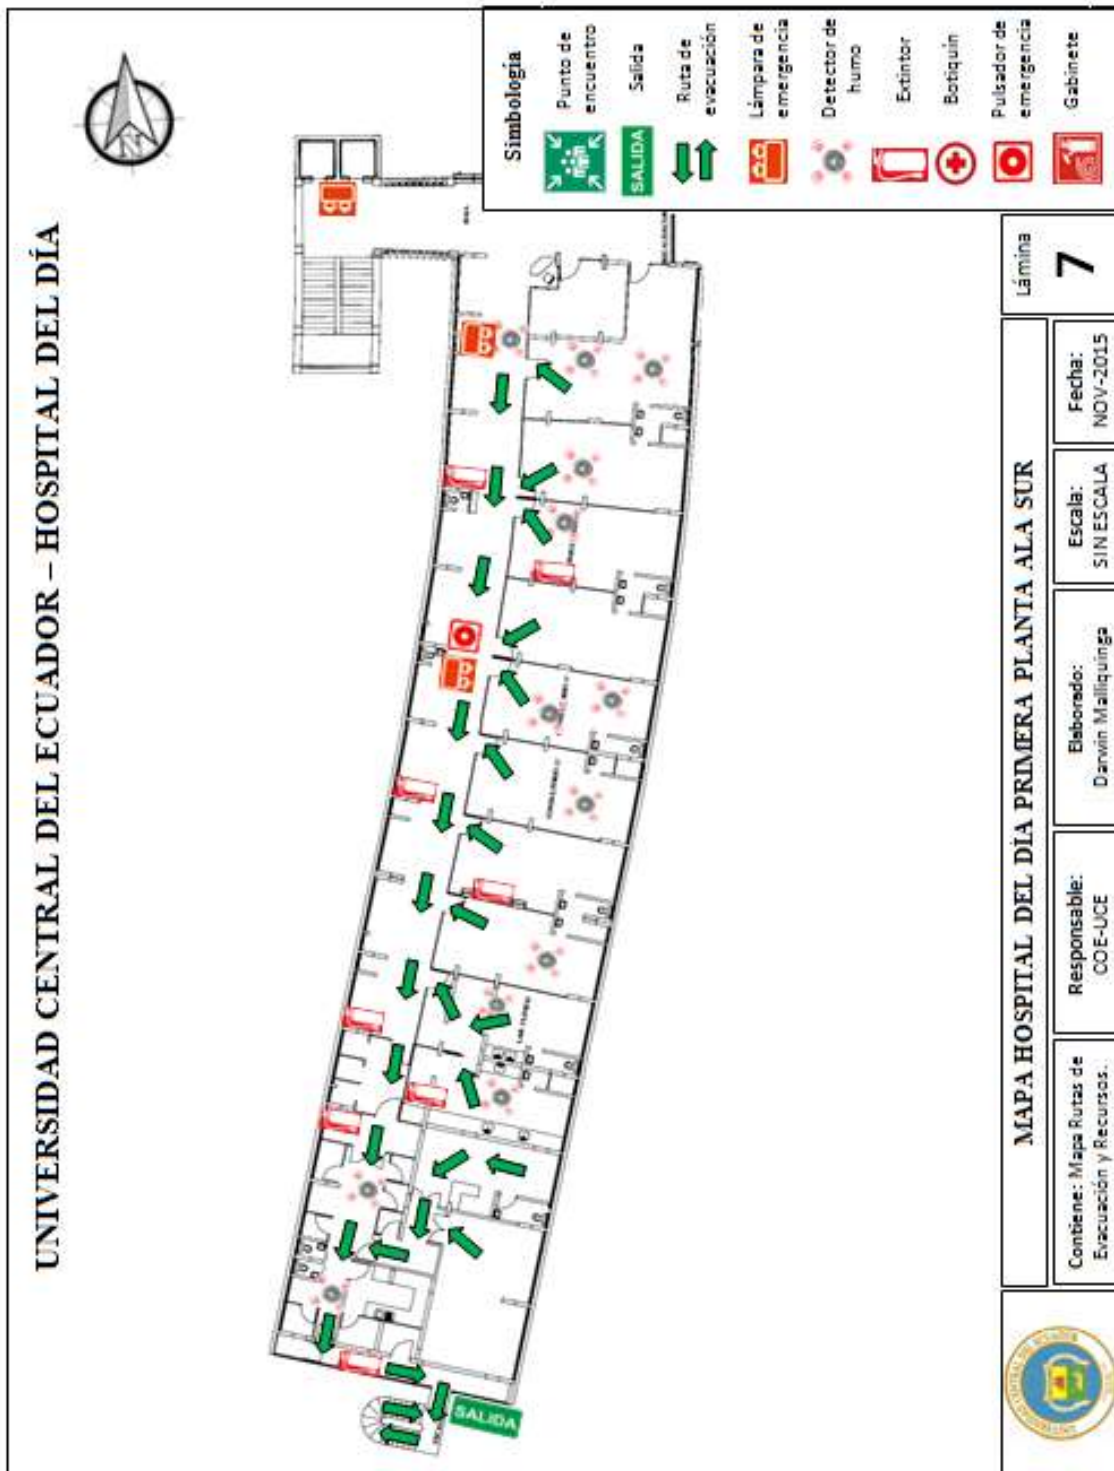 UNIVERSIDAD CENTRAL DEL ECUADOR – HOSPITAL DEL DÍA
Simbología
Punto de
encuentro
Salida
SALIDA
Ruta de
evacuación
Lámpara de
emergencia
Detector de
humo
Extintor
Botiquín
Pulsador de
emergencia
Gabinete
SALIDA
N
MAPA HOSPITAL DEL DÍA PRIMERA PLANTA ALA SUR
Lámina
7
Contiene: Mapa Rutas de
Evacuación y Recursos..
Responsable:
COE-UCE
Elaborado:
Darwin Malliquinga
Escala:
SIN ESCALA
Fecha:
NOV-2015